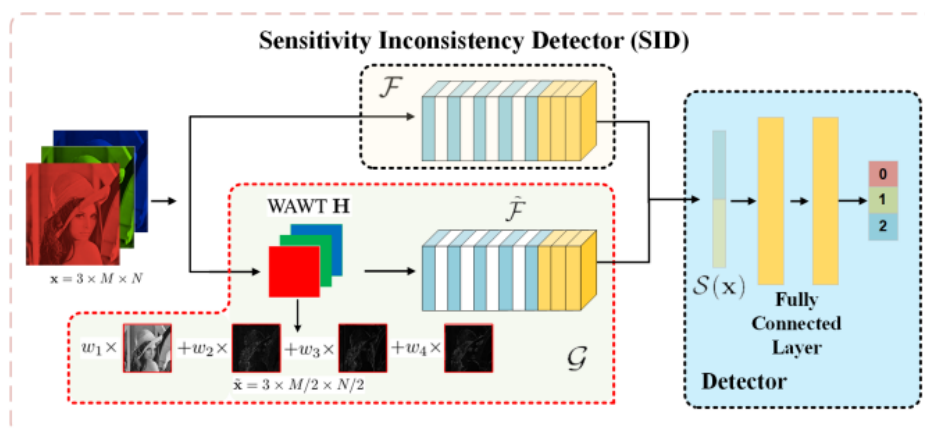 Sensitivity Inconsistency Detector (SID)
ℱ
x = 3 × M × N
WAWT H
ℱ̃
w₁× +w₂× +w₃× +w₄×
x̃ = 3 × M/2 × N/2
𝒢
𝒮(x)
Fully
Connected
Layer
0
1
2
Detector